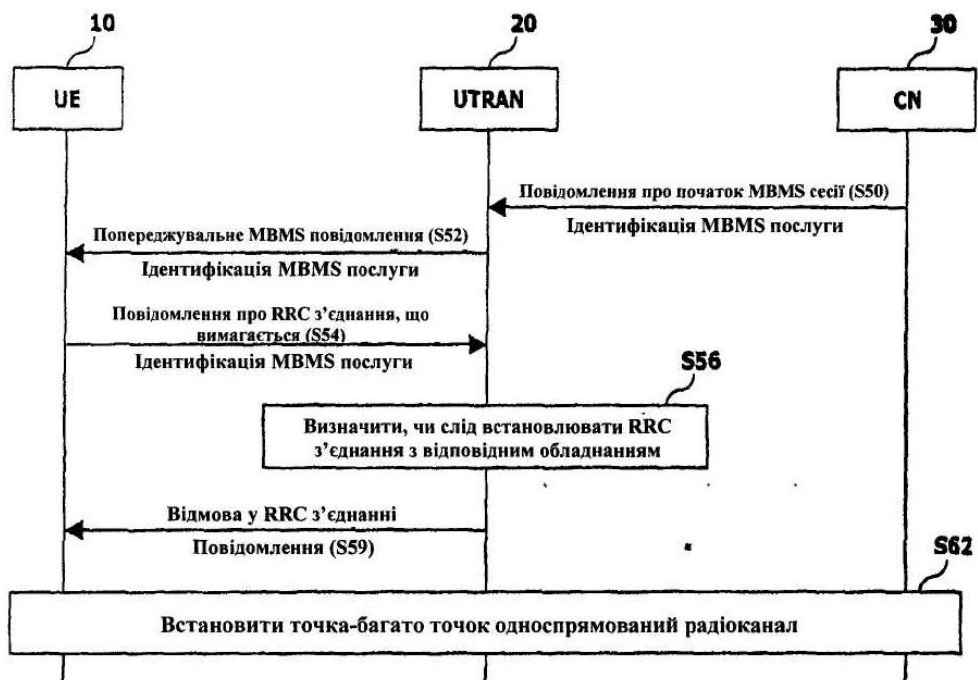 10
20
30
UE
UTRAN
CN
Повідомлення про початок MBMS сесії (S50)
Ідентифікація MBMS послуги
Попереджувальне MBMS повідомлення (S52)
Ідентифікація MBMS послуги
Повідомлення про RRC з’єднання, що
вимагається (S54)
Ідентифікація MBMS послуги
S56
Визначити, чи слід встановлювати RRC
з’єднання з відповідним обладнанням
Відмова у RRC з’єднанні
Повідомлення (S59)
S62
Встановити точка-багато точок односпрямований радіоканал